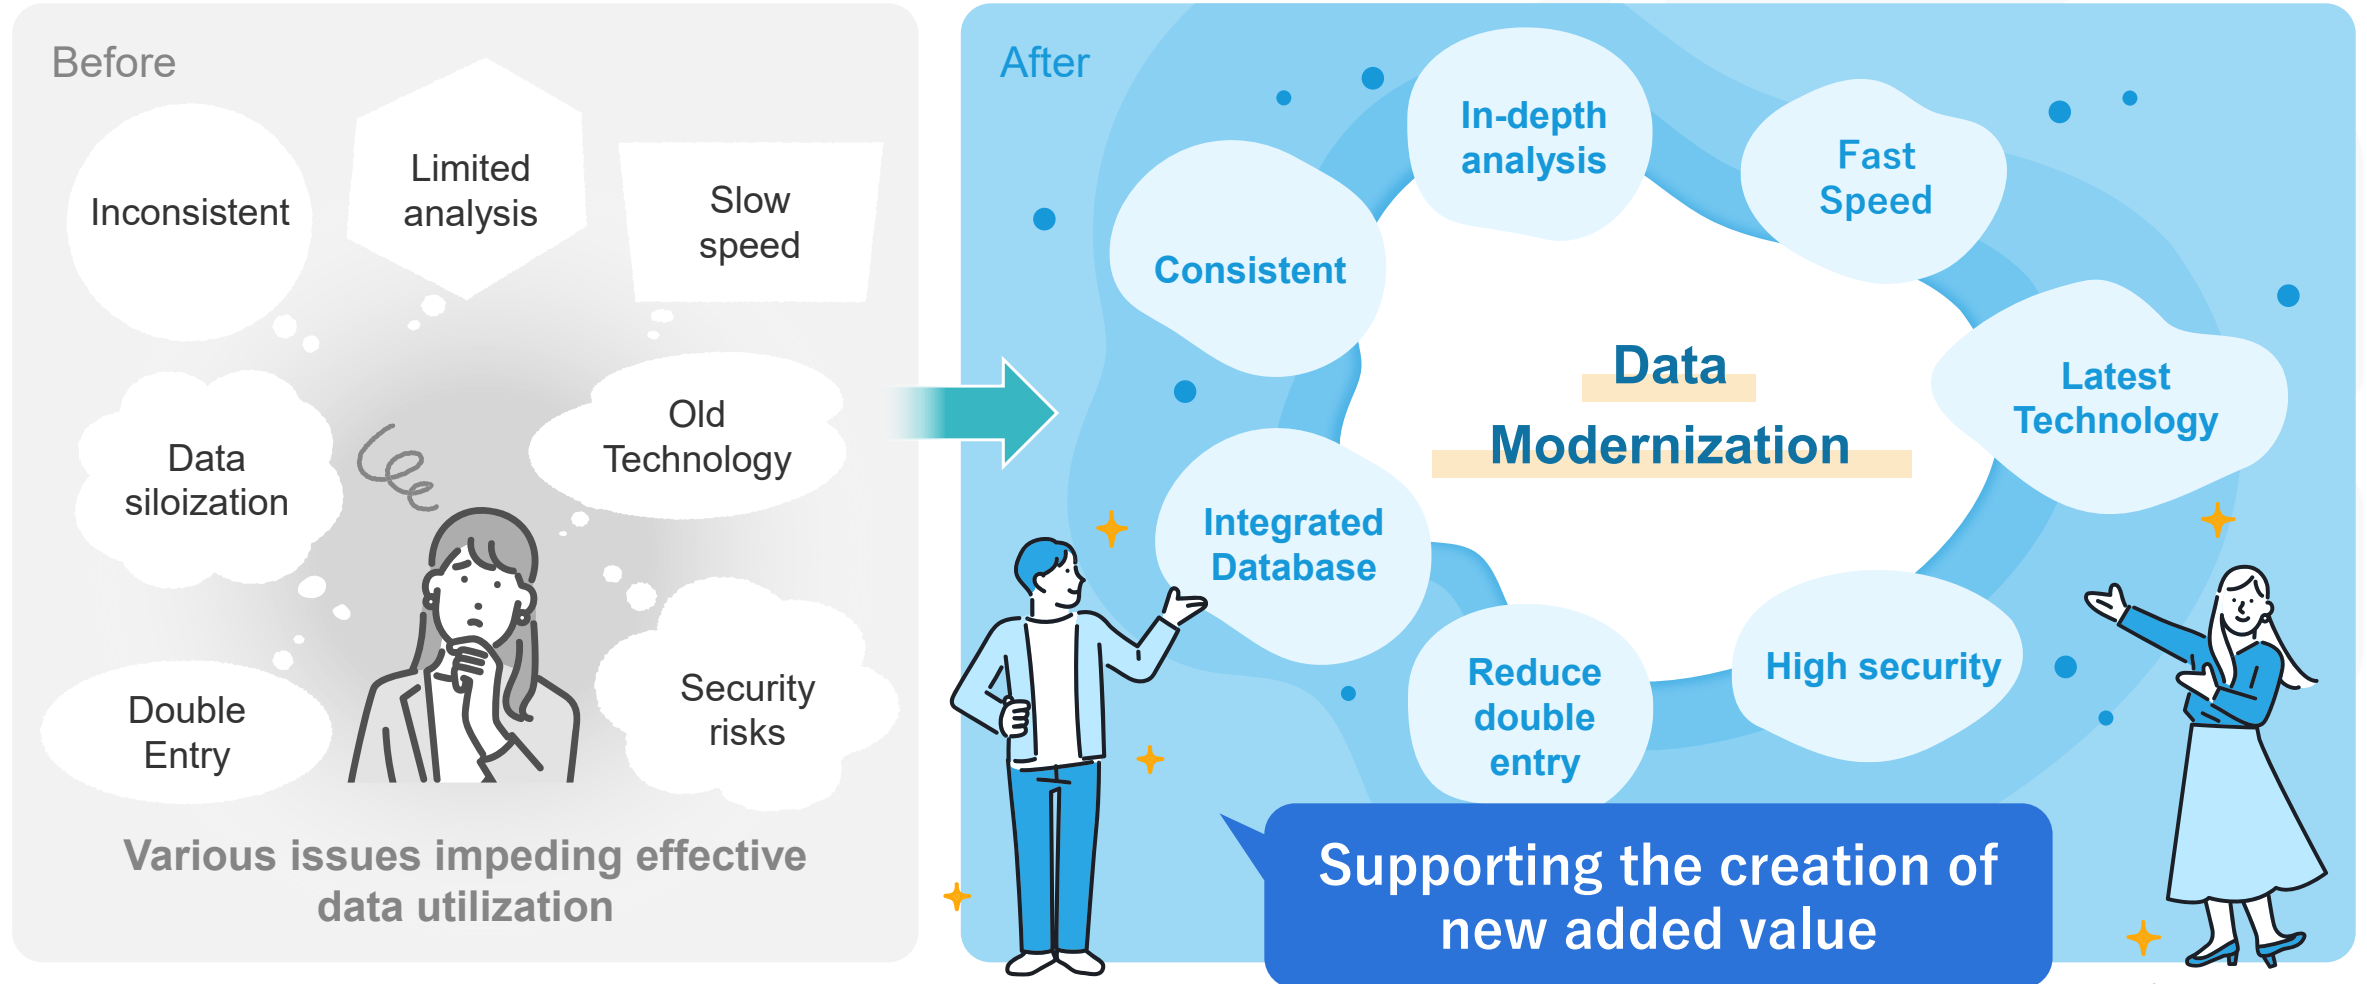 Before
Inconsistent
Limited
analysis
Slow
speed
Data
siloization
Old
Technology
Double
Entry
Security
risks
Various issues impeding effective
data utilization
After
In-depth
analysis
Fast
Speed
Consistent
Data
Modernization
Latest
Technology
Integrated
Database
Reduce
double
entry
High security
Supporting the creation of
new added value